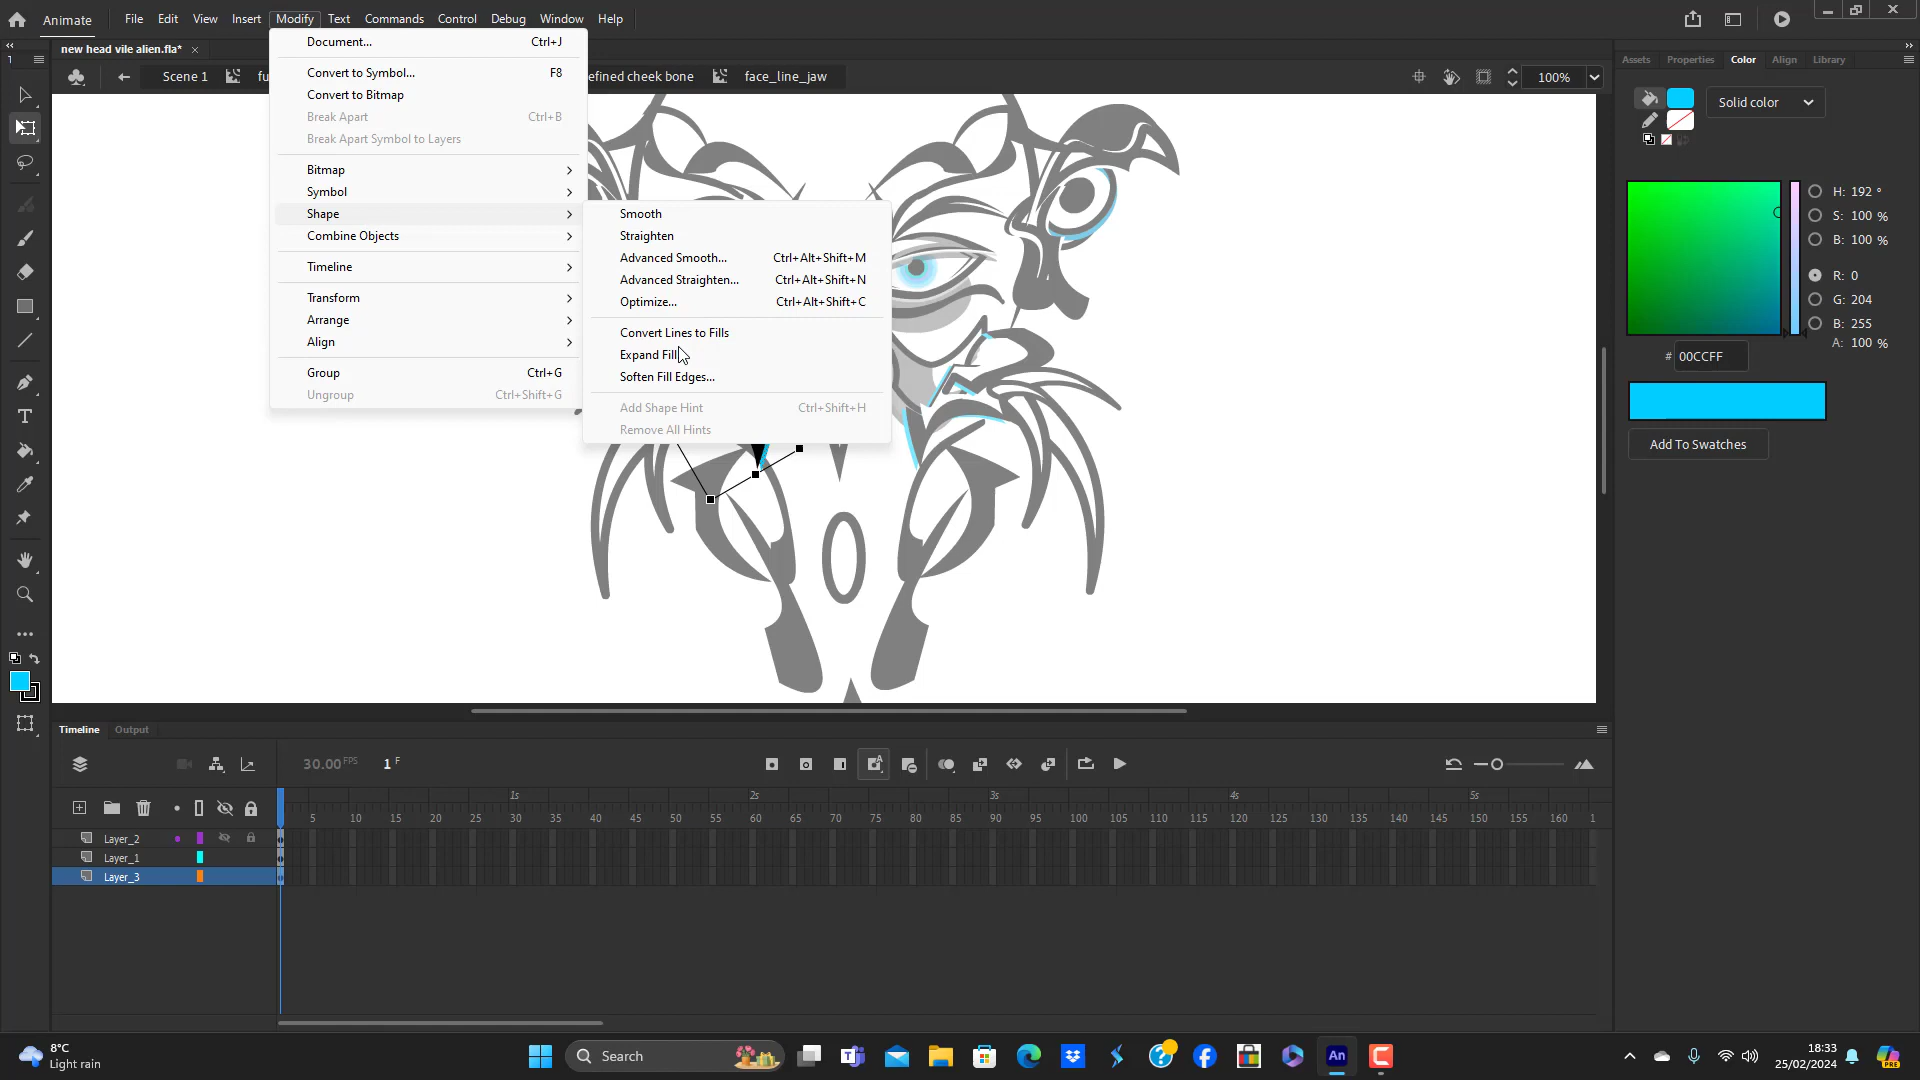 Animate File Edit View Insert Modify Text Commands Control Debug Window Help
new head vile alien.fla*
Scene 1 fu efined cheek bone face_line_jaw 100%
Document... Ctrl+J
Convert to Symbol... F8
Convert to Bitmap
Break Apart Ctrl+B
Break Apart Symbol to Layers
Bitmap
Symbol
Shape
Combine Objects
Timeline
Transform
Arrange
Align
Group Ctrl+G
Ungroup Ctrl+Shift+G
Smooth
Straighten
Advanced Smooth... Ctrl+Alt+Shift+M
Advanced Straighten... Ctrl+Alt+Shift+N
Optimize... Ctrl+Alt+Shift+C
Convert Lines to Fills
Expand Fill
Soften Fill Edges...
Add Shape Hint Ctrl+Shift+H
Remove All Hints
Assets Properties Color Align Library
Solid color
H: 192 °
S: 100 %
B: 100 %
R: 0
G: 204
B: 255
A: 100 %
# 00CCFF
Add To Swatches
Timeline Output
30.00 FPS 1 F
1s 2s 3s 4s 5s
5 10 15 20 25 30 35 40 45 50 55 60 65 70 75 80 85 90 95 100 105 110 115 120 125 130 135 140 145 150 155 160 1
Layer_2
Layer_1
Layer_3
8°C
Light rain
Search
An
PRE
18:33
25/02/2024